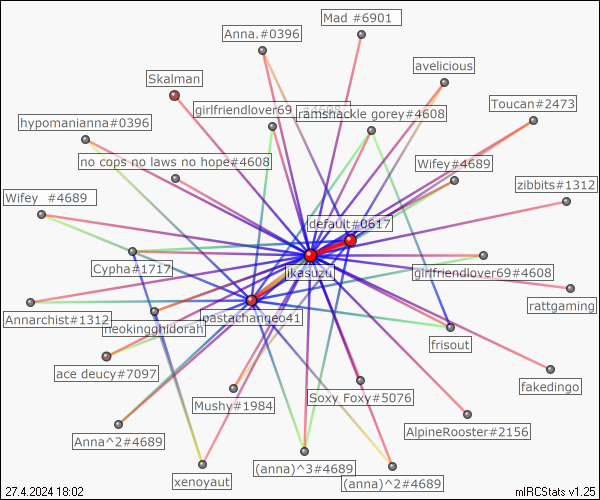 Mad #6901
Anna.#0396
avelicious
Skalman
Toucan#2473
girlfriendlover69
ramshackle gorey#4608
hypomanianna#0396
no cops no laws no hope#4608
Wifey#4689
zibbits#1312
Wifey_#4689
default#0617
Cypha#1717
ikasuzu
girlfriendlover69#4608
rattgaming
Annarchist#1312
neokingghidorah
pastachangeo41
frisout
ace deucy#7097
fakedingo
Mushy#1984
Soxy Foxy#5076
AlpineRooster#2156
Anna^2#4689
xenoyaut
(anna)^3#4689
(anna)^2#4689
27.4.2024 18:02
mIRCStats v1.25